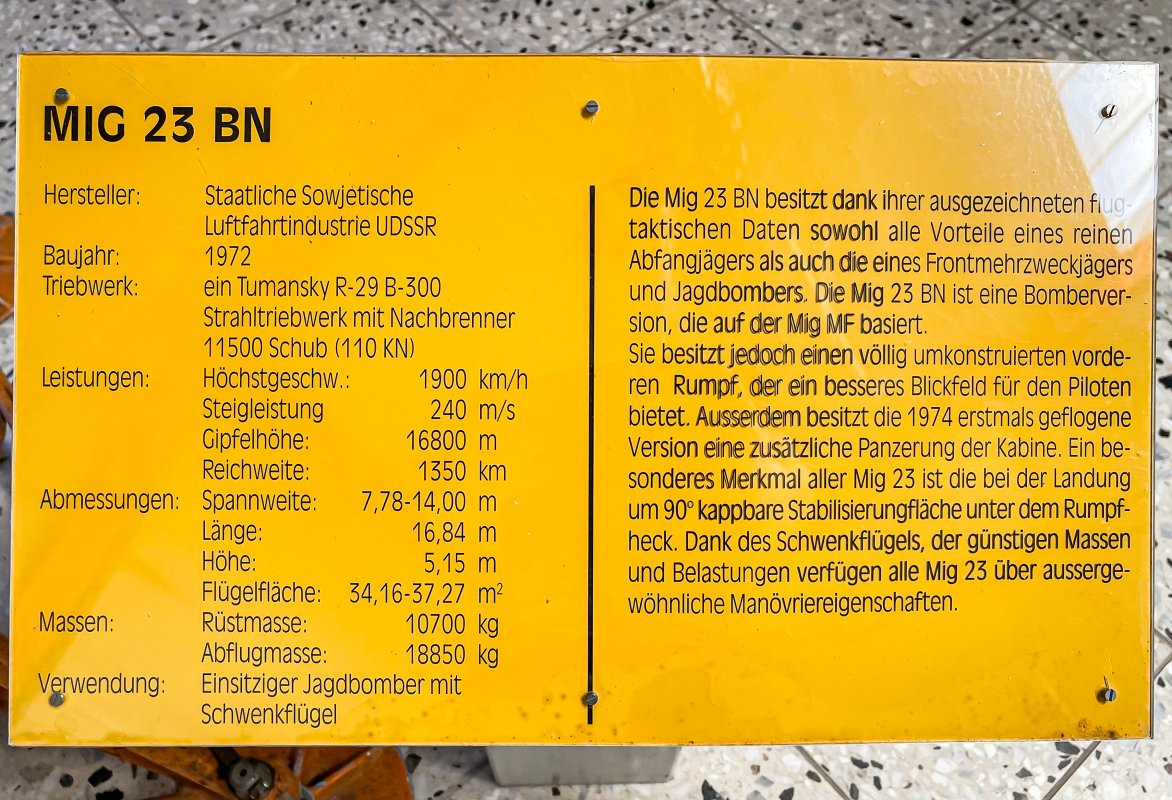 MIG 23 BN
Hersteller: Staatliche Sowjetische
Luftfahrtindustrie UDSSR
Baujahr: 1972
Triebwerk: ein Tumansky R-29 B-300
Strahltriebwerk mit Nachbrenner
11500 Schub (110 KN)
Leistungen: Höchstgeschw.: 1900 km/h
Steigleistung 240 m/s
Gipfelhöhe: 16800 m
Reichweite: 1350 km
Abmessungen: Spannweite: 7,78-14,00 m
Länge: 16,84 m
Höhe: 5,15 m
Flügelfläche: 34,16-37,27 m²
Massen: Rüstmasse: 10700 kg
Abflugmasse: 18850 kg
Verwendung: Einsitziger Jagdbomber mit
Schwenkflügel
Die Mig 23 BN besitzt dank ihrer ausgezeichneten flug-
taktischen Daten sowohl alle Vorteile eines reinen
Abfangjägers als auch die eines Frontmehrzweckjägers
und Jagdbombers. Die Mig 23 BN ist eine Bomberver-
sion, die auf der Mig MF basiert.
Sie besitzt jedoch einen völlig umkonstruierten vorde-
ren Rumpf, der ein besseres Blickfeld für den Piloten
bietet. Ausserdem besitzt die 1974 erstmals geflogene
Version eine zusätzliche Panzerung der Kabine. Ein be-
sonderes Merkmal aller Mig 23 ist die bei der Landung
um 90° kappbare Stabilisierungfläche unter dem Rumpf-
heck. Dank des Schwenkflügels, der günstigen Massen
und Belastungen verfügen alle Mig 23 über ausserge-
wöhnliche Manövriereigenschaften.